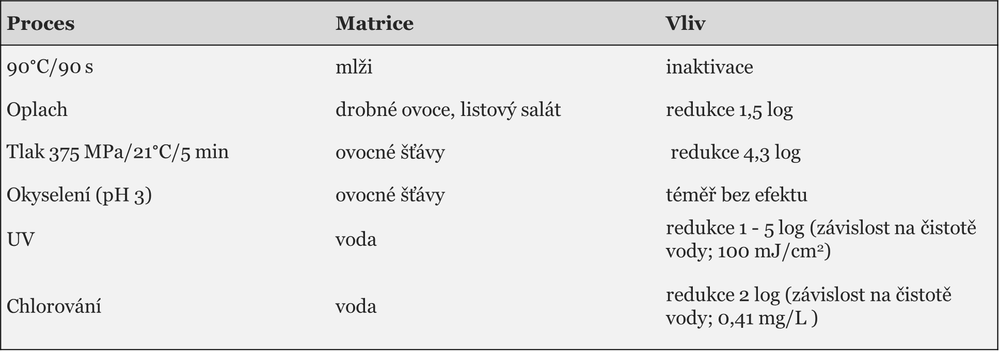 Proces Matrice Vliv
90°C/90 s mlži inaktivace
Oplach drobné ovoce, listový salát redukce 1,5 log
Tlak 375 MPa/21°C/5 min ovocné šťávy redukce 4,3 log
Okyselení (pH 3) ovocné šťávy téměř bez efektu
UV voda redukce 1 - 5 log (závislost na čistotě
vody; 100 mJ/cm²)
Chlorování voda redukce 2 log (závislost na čistotě
vody; 0,41 mg/L )